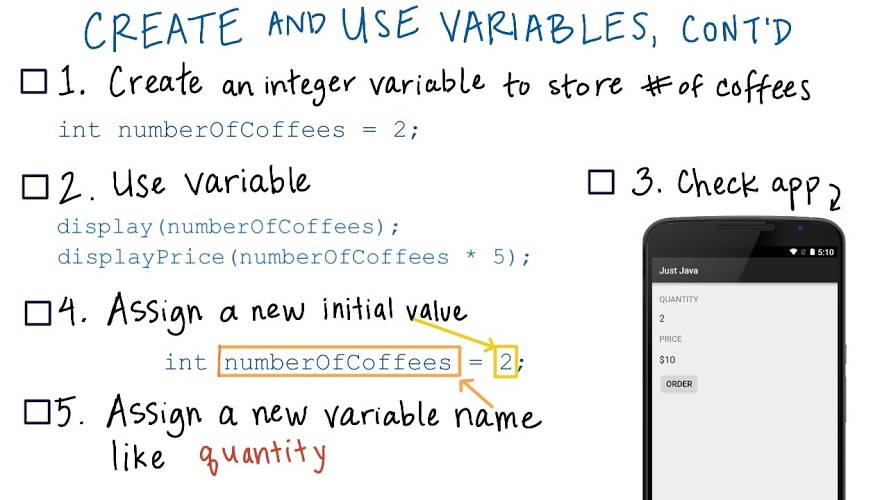 CREATE AND USE VARIABLES, CONT'D
1. Create an integer variable to store # of coffees
int numberOfCoffees = 2;
2. Use variable
display(numberOfCoffees);
displayPrice(numberOfCoffees * 5);
3. Check app
5:10
Just Java
QUANTITY
2
PRICE
$10
ORDER
4. Assign a new initial value
int numberOfCoffees = 2;
5. Assign a new variable name
like quantity